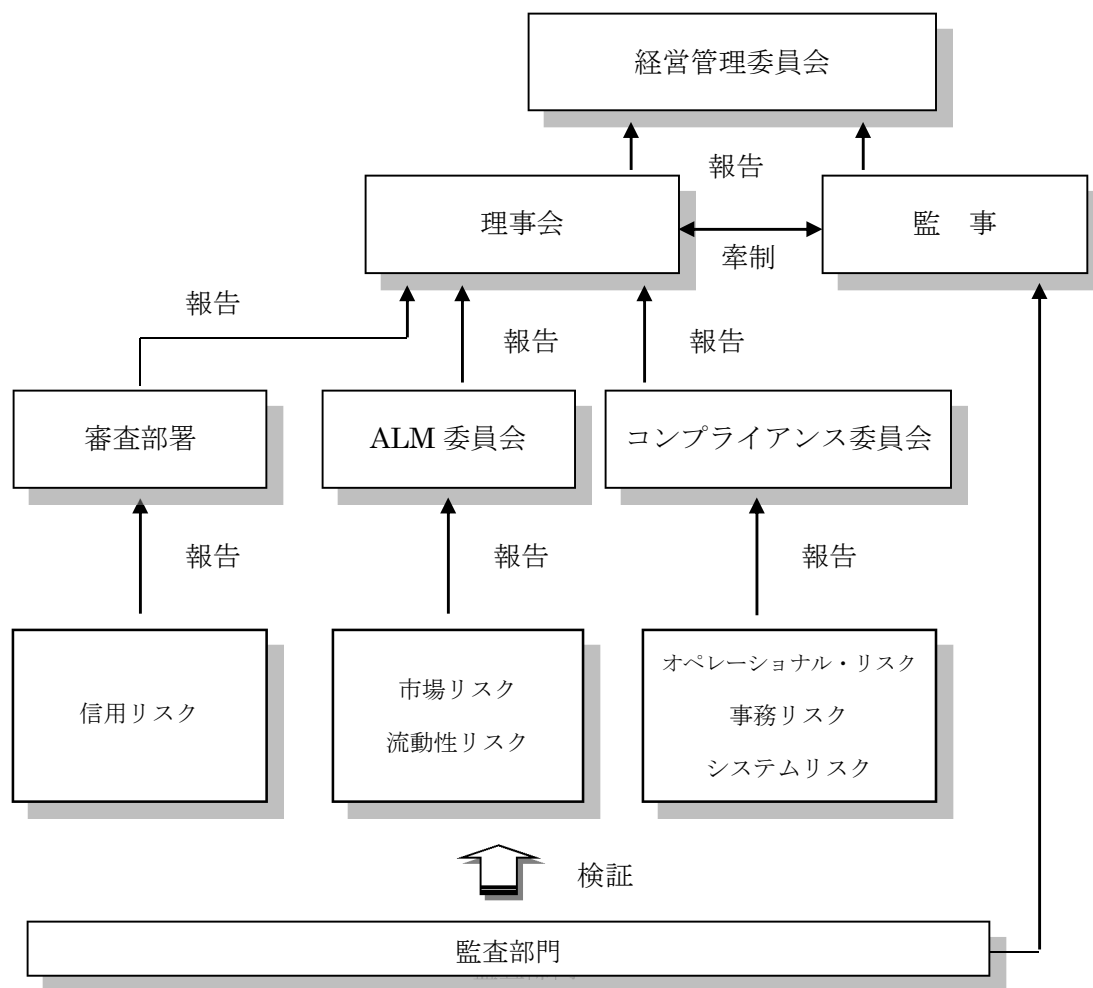 経営管理委員会
報告
理事会
監　事
牽制
報告
報告
報告
審査部署
ALM 委員会
コンプライアンス委員会
報告
報告
報告
信用リスク
市場リスク
流動性リスク
オペレーショナル・リスク
事務リスク
システムリスク
検証
監査部門